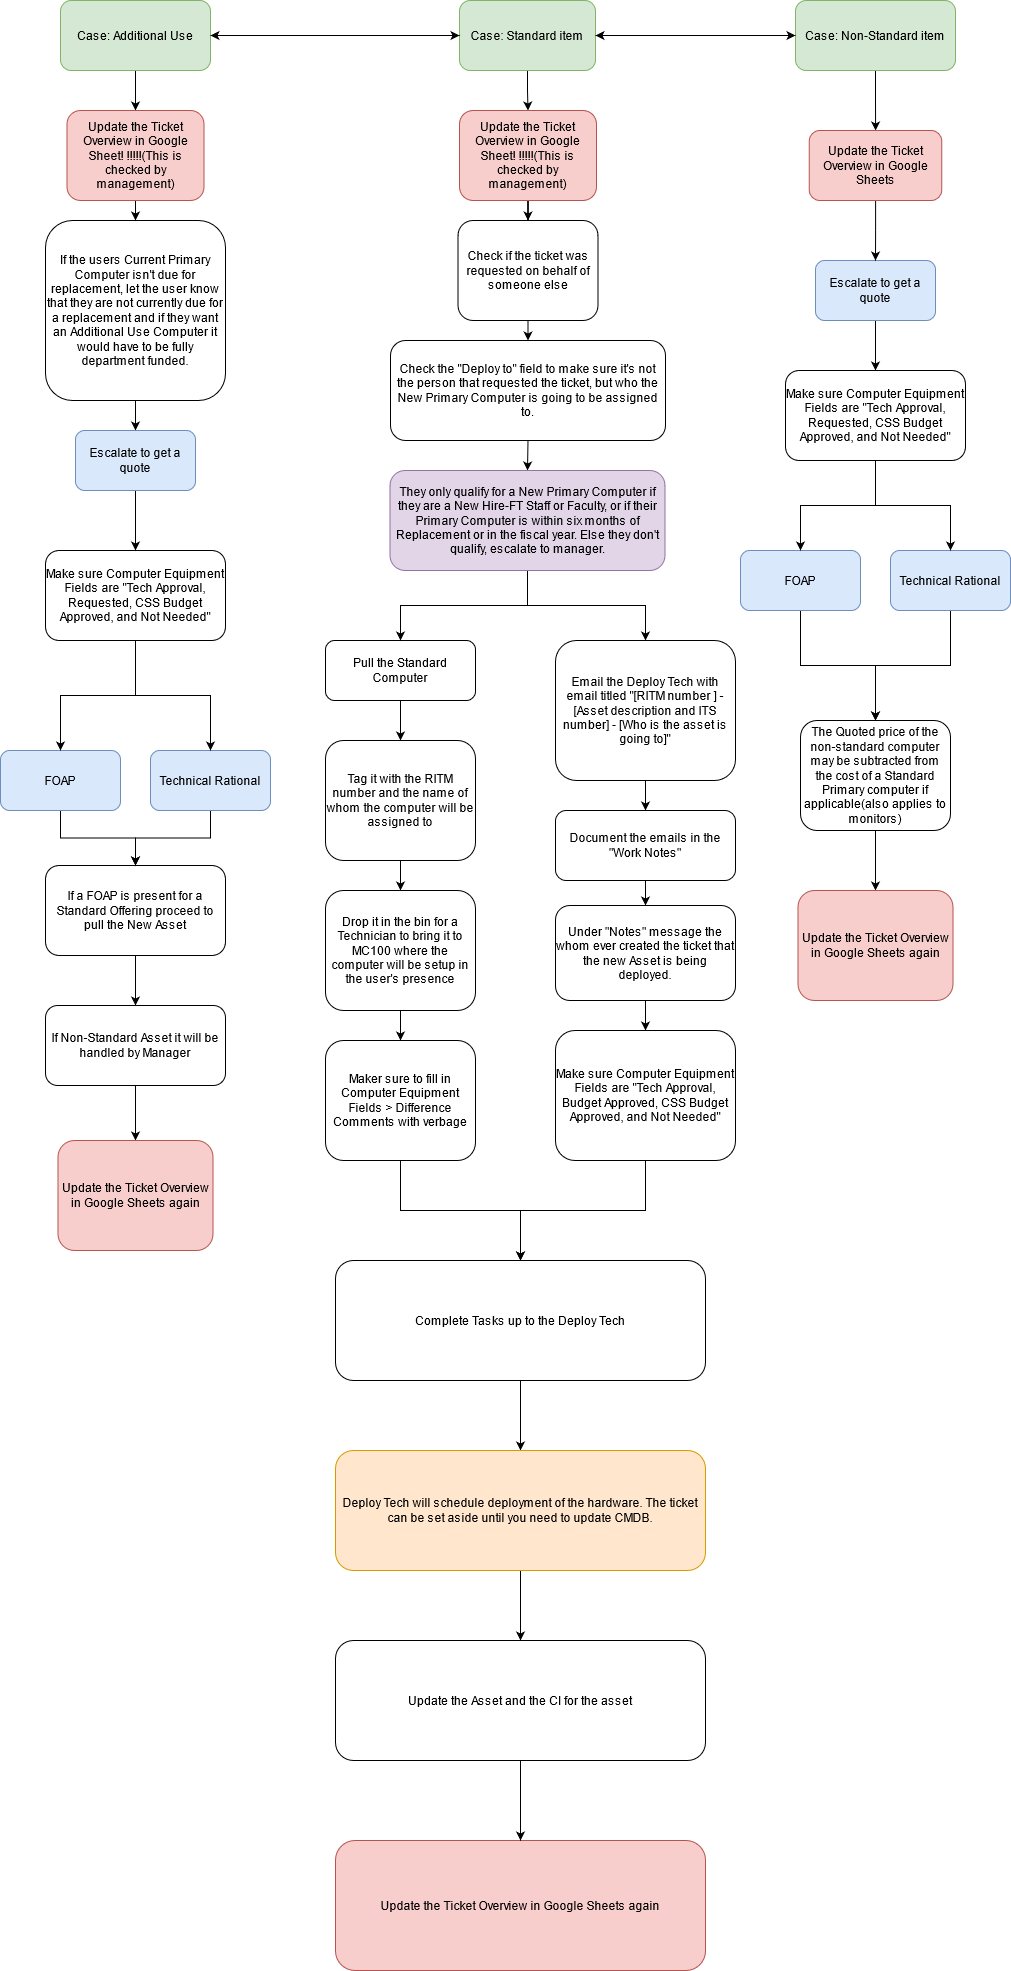 Case: Additional Use
Case: Standard item
Case: Non-Standard item
Update the Ticket
Overview in Google
Sheet! !!!!!(This is
checked by
management)
Update the Ticket
Overview in Google
Sheet! !!!!!(This is
checked by
management)
Update the Ticket
Overview in Google
Sheets
If the users Current Primary
Computer isn't due for
replacement, let the user know
that they are not currently due for
a replacement and if they want
an Additional Use Computer it
would have to be fully
department funded.
Check if the ticket was
requested on behalf of
someone else
Escalate to get a
quote
Check the "Deploy to" field to make sure it's not
the person that requested the ticket, but who the
New Primary Computer is going to be assigned
to.
Make sure Computer Equipment
Fields are "Tech Approval,
Requested, CSS Budget
Approved, and Not Needed"
Escalate to get a
quote
They only qualify for a New Primary Computer if
they are a New Hire-FT Staff or Faculty, or if their
Primary Computer is within six months of
Replacement or in the fiscal year. Else they don't
qualify, escalate to manager.
Make sure Computer Equipment
Fields are "Tech Approval,
Requested, CSS Budget
Approved, and Not Needed"
FOAP
Technical Rational
Pull the Standard
Computer
Email the Deploy Tech with
email titled "[RITM number ] -
[Asset description and ITS
number] - [Who is the asset is
going to]"
FOAP
Technical Rational
Tag it with the RITM
number and the name of
whom the computer will be
assigned to
The Quoted price of the
non-standard computer
may be subtracted from
the cost of a Standard
Primary computer if
applicable(also applies to
monitors)
Document the emails in the
"Work Notes"
If a FOAP is present for a
Standard Offering proceed to
pull the New Asset
Drop it in the bin for a
Technician to bring it to
MC100 where the
computer will be setup in
the user's presence
Under "Notes" message the
whom ever created the ticket that
the new Asset is being
deployed.
Update the Ticket Overview
in Google Sheets again
If Non-Standard Asset it will be
handled by Manager
Maker sure to fill in
Computer Equipment
Fields > Difference
Comments with verbage
Make sure Computer Equipment
Fields are "Tech Approval,
Budget Approved, CSS Budget
Approved, and Not Needed"
Update the Ticket Overview
in Google Sheets again
Complete Tasks up to the Deploy Tech
Deploy Tech will schedule deployment of the hardware. The ticket
can be set aside until you need to update CMDB.
Update the Asset and the CI for the asset
Update the Ticket Overview in Google Sheets again